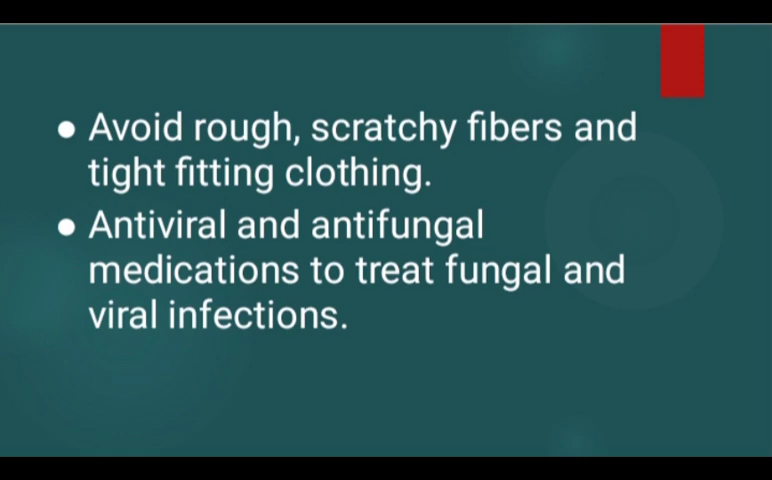 ● Avoid rough, scratchy fibers and
tight fitting clothing.
● Antiviral and antifungal
medications to treat fungal and
viral infections.